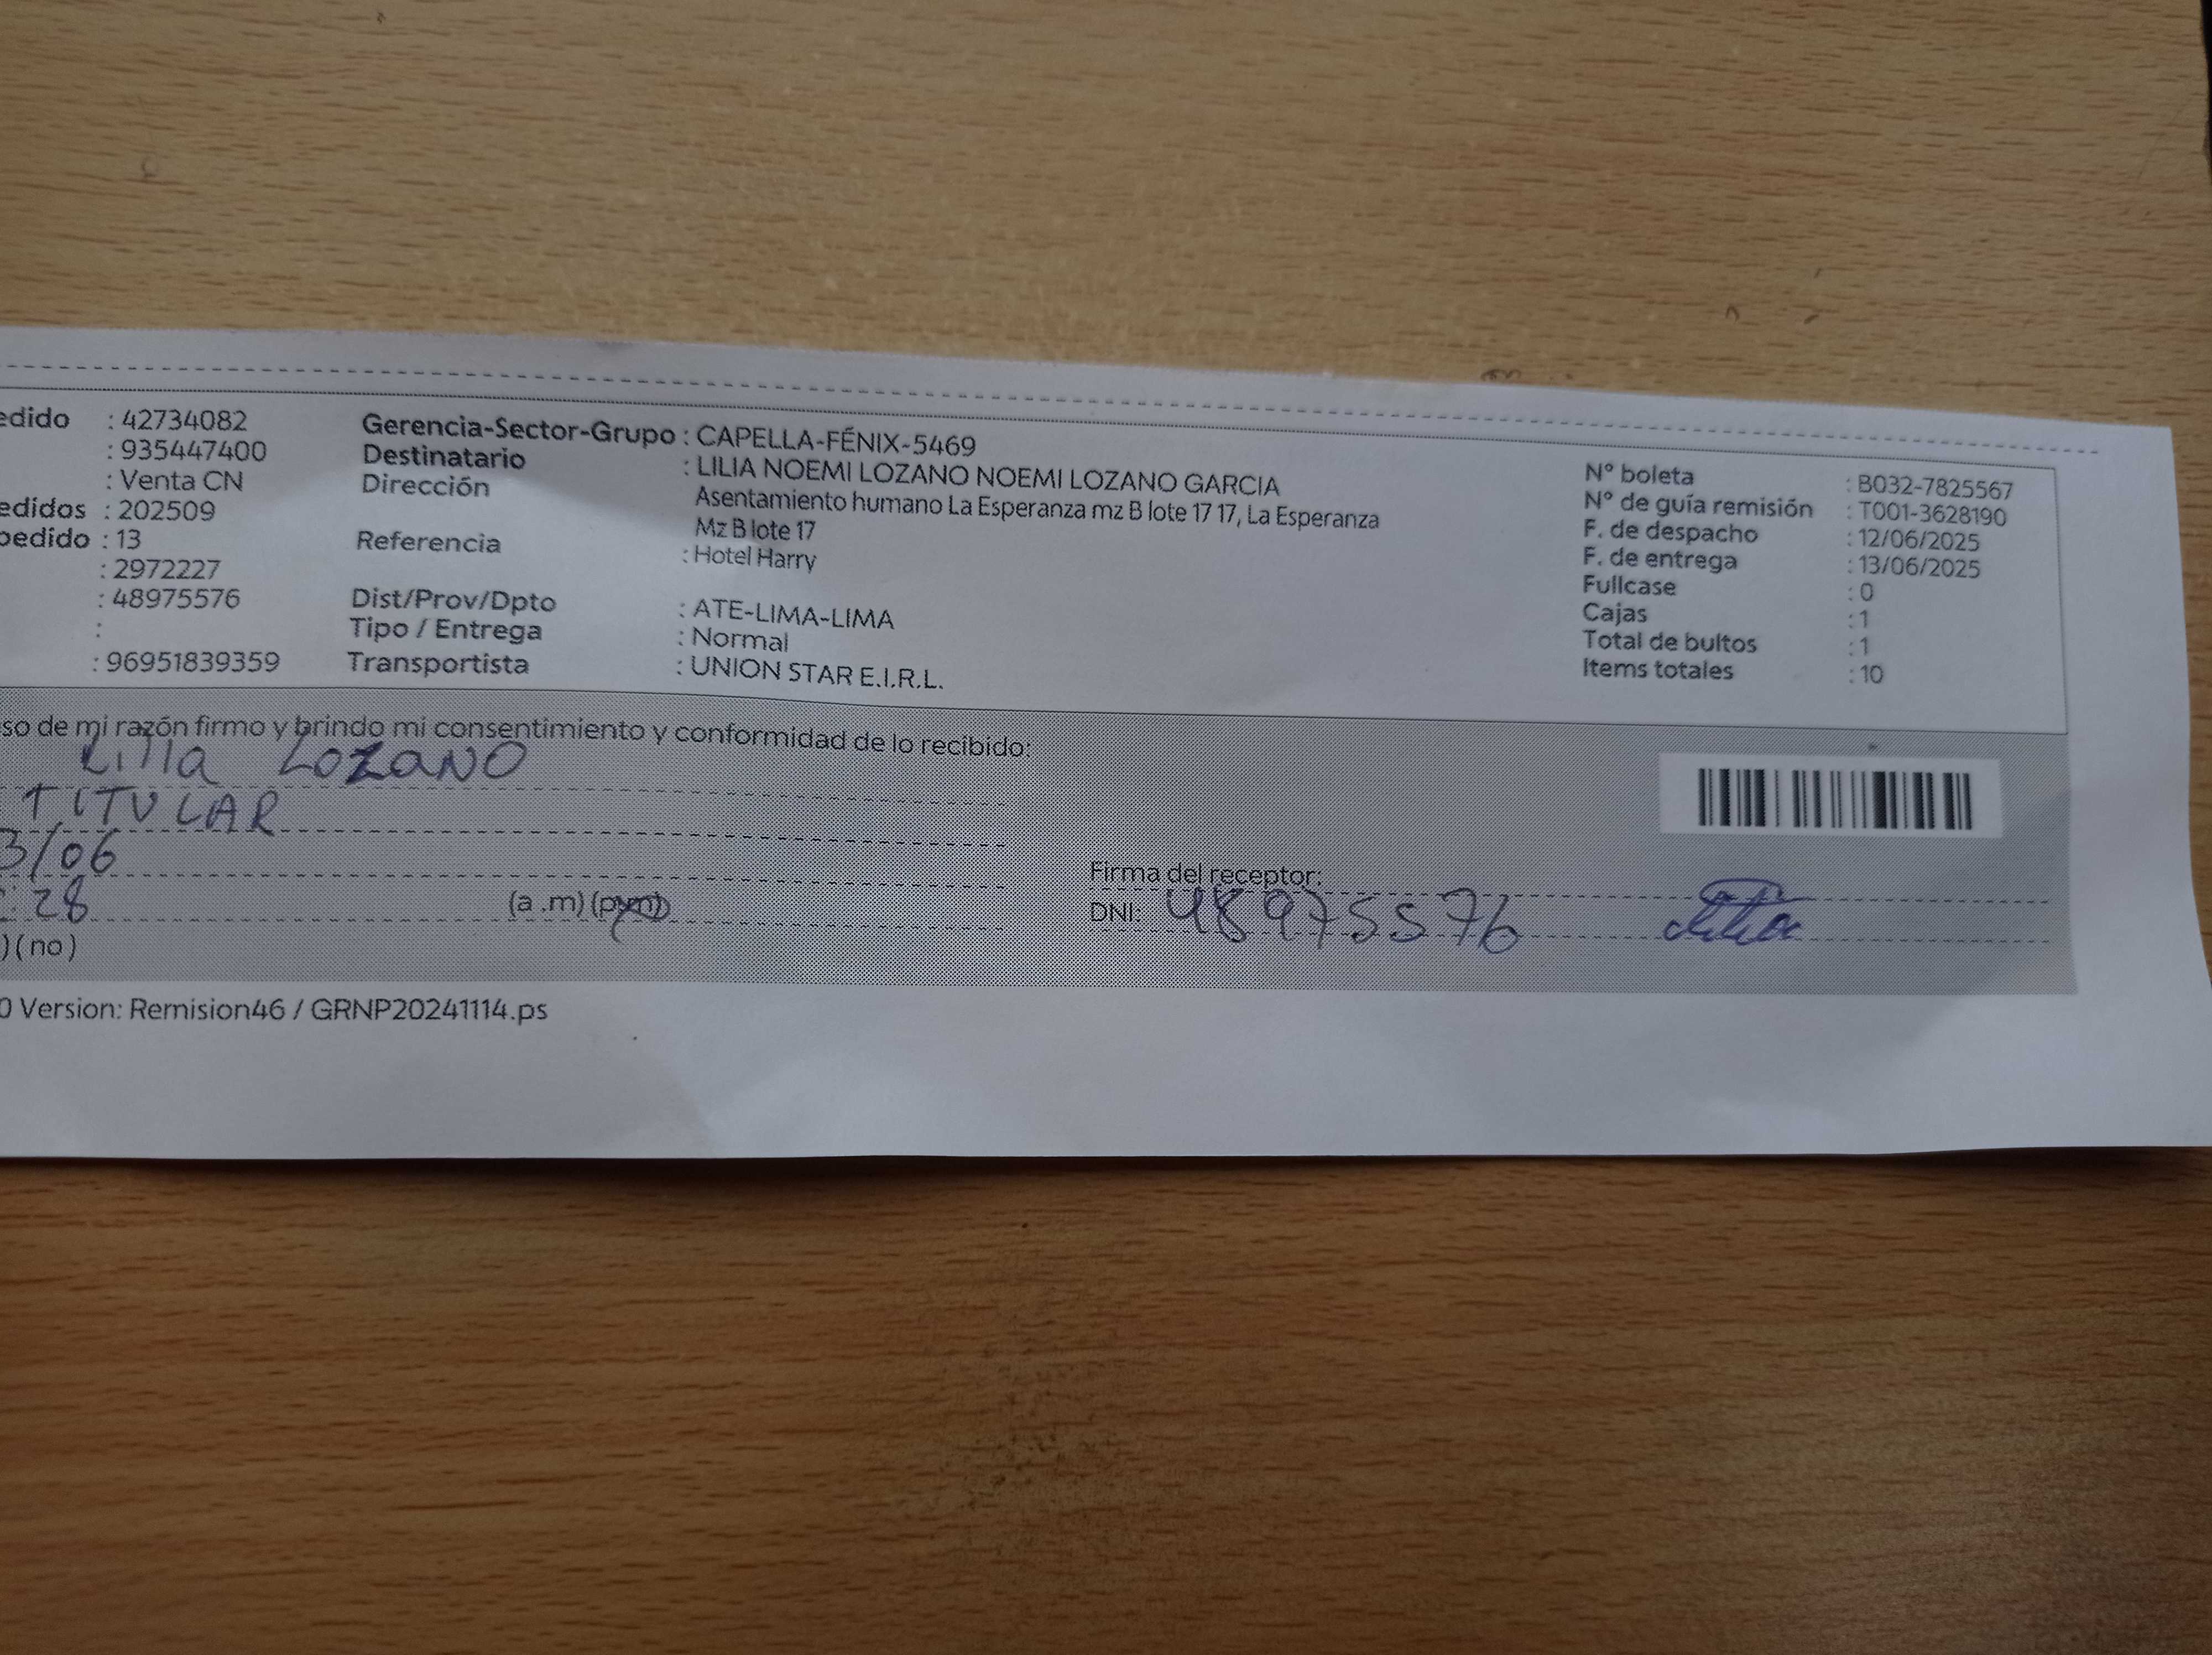 edido : 42734082
: 935447400
: Venta CN
edidos : 202509
pedido : 13
: 2972227
: 48975576
:
: 96951839359
Gerencia-Sector-Grupo : CAPELLA-FÉNIX-5469
Destinatario : LILIA NOEMI LOZANO NOEMI LOZANO GARCIA
Dirección Asentamiento humano La Esperanza mz B lote 17 17, La Esperanza
Mz B lote 17
Referencia : Hotel Harry
Dist/Prov/Dpto : ATE-LIMA-LIMA
Tipo / Entrega : Normal
Transportista : UNION STAR E.I.R.L.
N° boleta : B032-7825567
N° de guía remisión : T001-3628190
F. de despacho : 12/06/2025
F. de entrega : 13/06/2025
Fullcase : 0
Cajas : 1
Total de bultos : 1
Items totales : 10
so de mi razón firmo y brindo mi consentimiento y conformidad de lo recibido:
Lilia Lozano
TITULAR
3/06
: 28 (a .m) (p.m)
) ( no )
Firma del receptor:
DNI: 48975576
0 Version: Remision46 / GRNP20241114.ps